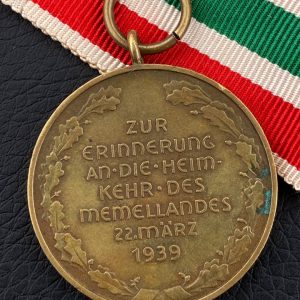 ZUR
ERINNERUNG
AN·DIE·HEIM-
KEHR·DES
MEMELLANDES
22.MÄRZ
1939